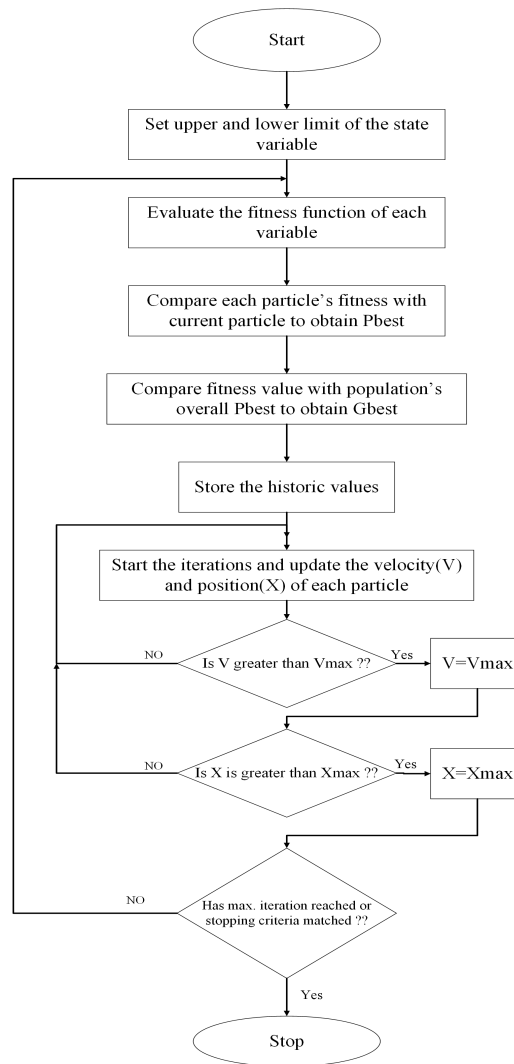 Start
Set upper and lower limit of the state
variable
Evaluate the fitness function of each
variable
Compare each particle's fitness with
current particle to obtain Pbest
Compare fitness value with population's
overall Pbest to obtain Gbest
Store the historic values
Start the iterations and update the velocity(V)
and position(X) of each particle
NO
Is V greater than Vmax ??
Yes
V=Vmax
NO
Is X is greater than Xmax ??
Yes
X=Xmax
NO
Has max. iteration reached or
stopping criteria matched ??
Yes
Stop